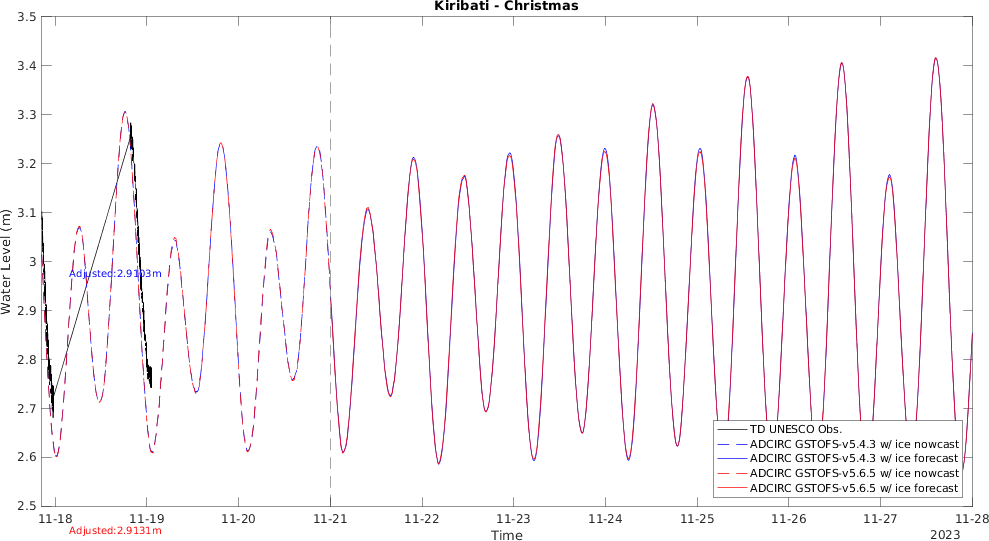 Kiribati - Christmas
3.5
3.4
3.3
3.2
3.1
3
2.9
2.8
2.7
2.6
2.5
Water Level (m)
Adjusted:2.9103m
Adjusted:2.9131m
TD UNESCO Obs.
ADCIRC GSTOFS-v5.4.3 w/ ice nowcast
ADCIRC GSTOFS-v5.4.3 w/ ice forecast
ADCIRC GSTOFS-v5.6.5 w/ ice nowcast
ADCIRC GSTOFS-v5.6.5 w/ ice forecast
11-18 11-19 11-20 11-21 11-22 11-23 11-24 11-25 11-26 11-27 11-28
Time
2023